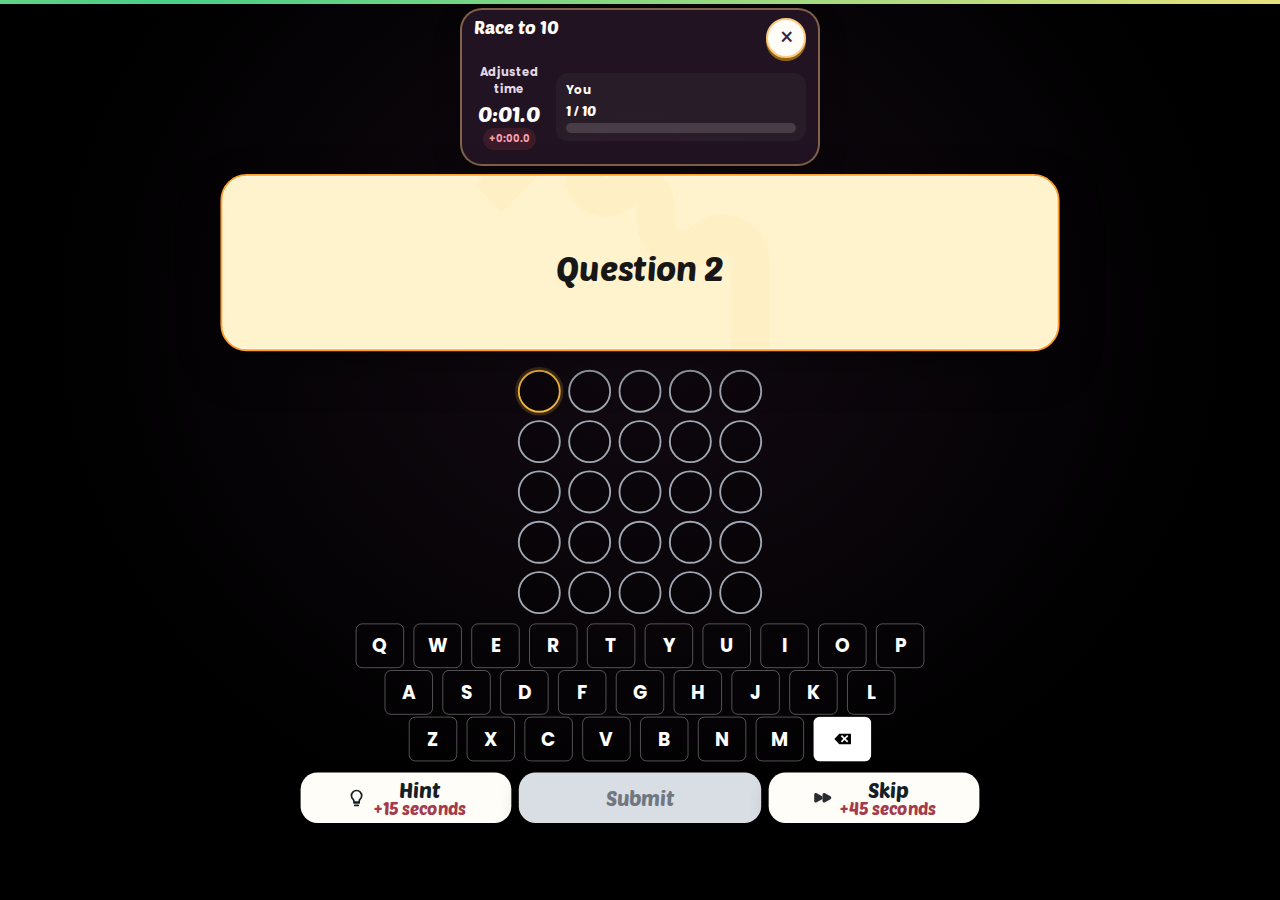 Race to 10
×
Adjusted
time
0:01.0
+0:00.0
You
1 / 10
Question 2
Q W E R T Y U I O P
A S D F G H J K L
Z X C V B N M
Hint
+15 seconds
Submit
Skip
+45 seconds